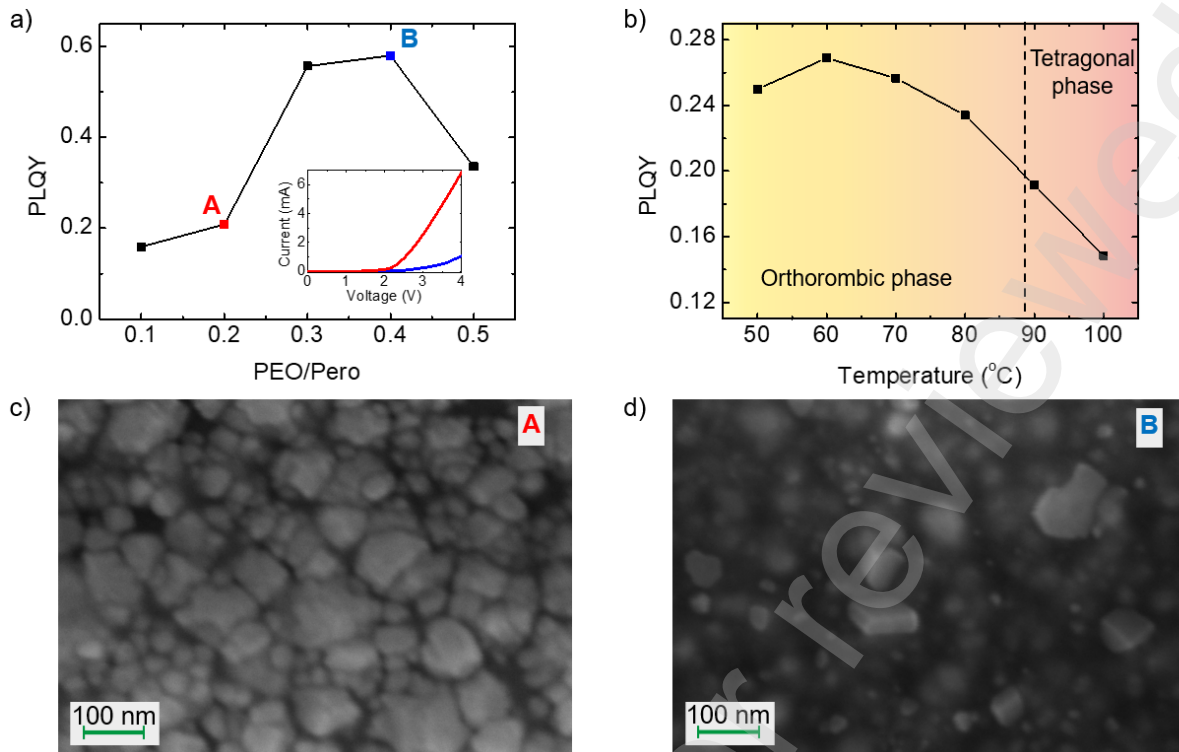 a)
0.6
0.4
0.2
0.0
PLQY
A
B
6
4
2
0
Current (mA)
0 1 2 3 4
Voltage (V)
0.1 0.2 0.3 0.4 0.5
PEO/Pero
b)
0.28
0.24
0.20
0.16
0.12
PLQY
Tetragonal
phase
Orthorombic phase
50 60 70 80 90 100
Temperature (°C)
c)
A
100 nm
d)
B
100 nm
reviewed